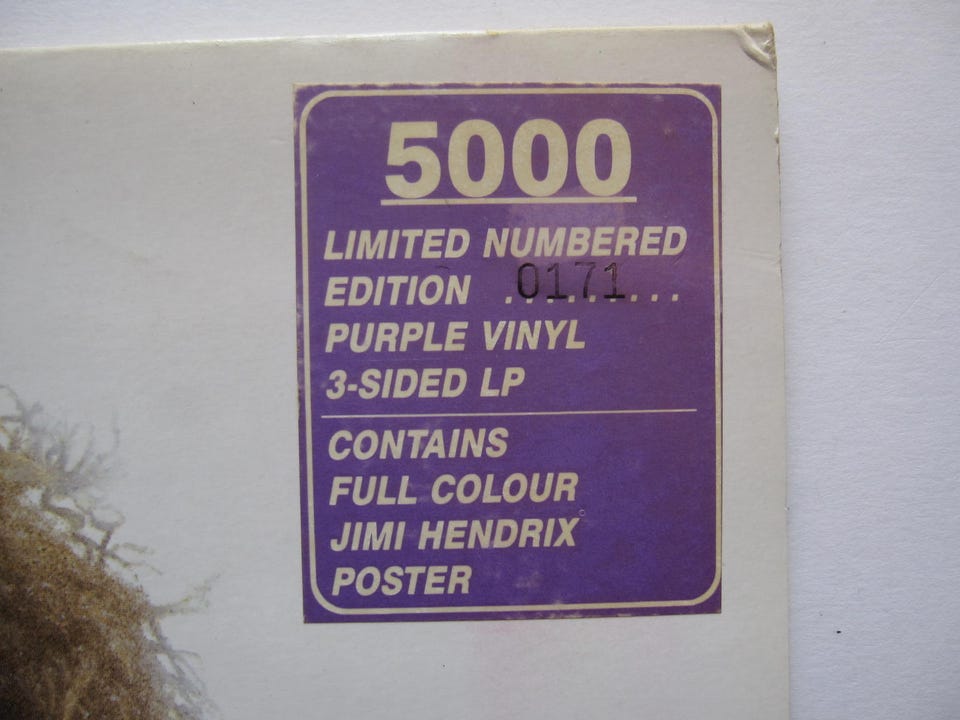 5000
LIMITED NUMBERED
EDITION .0171.......
PURPLE VINYL
3-SIDED LP
CONTAINS
FULL COLOUR
JIMI HENDRIX
POSTER